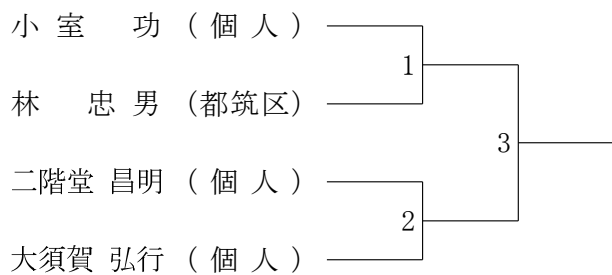 小室 功 (個人)
1
林 忠男 (都筑区)
3
二階堂 昌明 (個人)
2
大須賀 弘行 (個人)